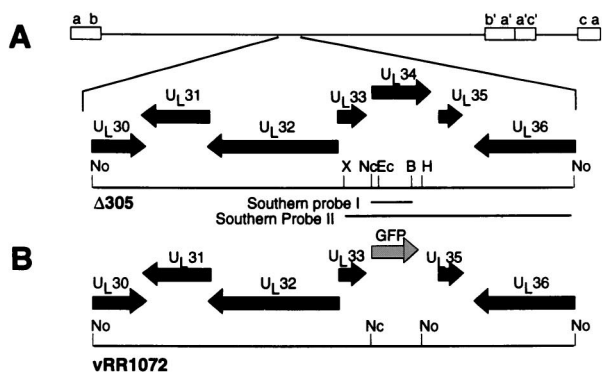 a b b' a' a'c' c a
A
UL34
UL31 UL33 UL35
UL30 UL32 UL36
No X Nc Ec B H No
Δ305
Southern probe I
Southern Probe II
B
GFP
UL31 UL33 UL35
UL30 UL32 UL36
No Nc No No
vRR1072